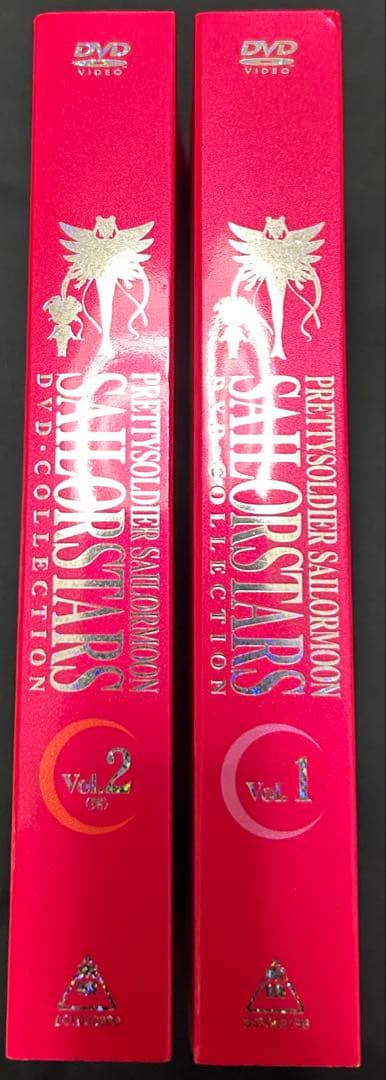 DVD
VIDEO
PRETTYSOLDIER SAILORMOON
SAILORSTARS
DVD・COLLECTION
Vol.2
DVD
VIDEO
PRETTYSOLDIER SAILORMOON
SAILORSTARS
DVD・COLLECTION
Vol.1